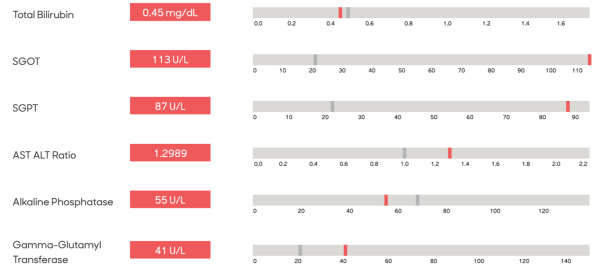 Total Bilirubin 0.45 mg/dL
0.0 0.2 0.4 0.6 0.8 1.0 1.2 1.4 1.6
SGOT 113 U/L
0 10 20 30 40 50 60 70 80 90 100 110
SGPT 87 U/L
0 10 20 30 40 50 60 70 80 90
AST ALT Ratio 1.2989
0.0 0.2 0.4 0.6 0.8 1.0 1.2 1.4 1.6 1.8 2.0 2.2
Alkaline Phosphatase 55 U/L
0 20 40 60 80 100 120
Gamma-Glutamyl
Transferase 41 U/L
0 20 40 60 80 100 120 140